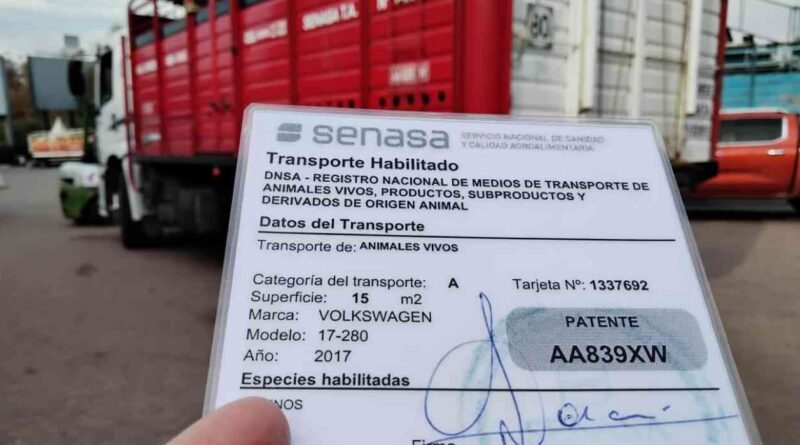 SENASA T.A.
80
senasa SERVICIO NACIONAL DE SANIDAD
Y CALIDAD AGROALIMENTARIA
Transporte Habilitado
DNSA - REGISTRO NACIONAL DE MEDIOS DE TRANSPORTE DE
ANIMALES VIVOS, PRODUCTOS, SUBPRODUCTOS Y
DERIVADOS DE ORIGEN ANIMAL
Datos del Transporte
Transporte de: ANIMALES VIVOS
Categoría del transporte: A Tarjeta Nº: 1337692
Superficie: 15 m2
Marca: VOLKSWAGEN
Modelo: 17-280
Año: 2017
PATENTE
AA839XW
Especies habilitadas